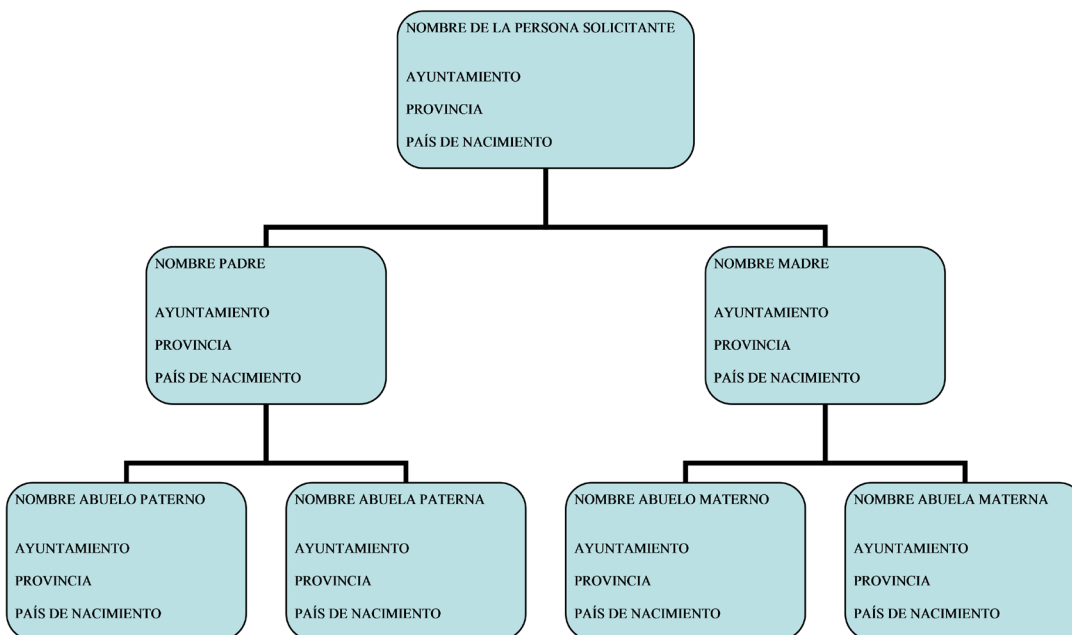 NOMBRE DE LA PERSONA SOLICITANTE
AYUNTAMIENTO
PROVINCIA
PAÍS DE NACIMIENTO
NOMBRE PADRE
AYUNTAMIENTO
PROVINCIA
PAÍS DE NACIMIENTO
NOMBRE MADRE
AYUNTAMIENTO
PROVINCIA
PAÍS DE NACIMIENTO
NOMBRE ABUELO PATERNO
AYUNTAMIENTO
PROVINCIA
PAÍS DE NACIMIENTO
NOMBRE ABUELA PATERNA
AYUNTAMIENTO
PROVINCIA
PAÍS DE NACIMIENTO
NOMBRE ABUELO MATERNO
AYUNTAMIENTO
PROVINCIA
PAÍS DE NACIMIENTO
NOMBRE ABUELA MATERNA
AYUNTAMIENTO
PROVINCIA
PAÍS DE NACIMIENTO